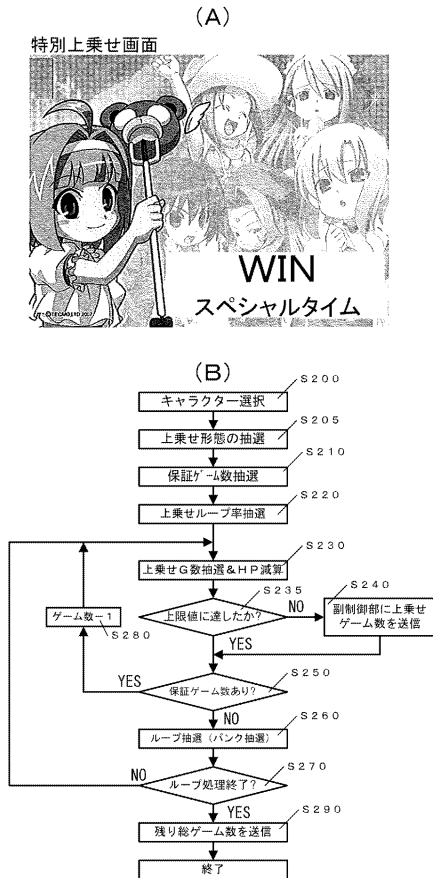 (A)
特別上乗せ画面
WIN
スペシャルタイム
(B)
S200
キャラクター選択
S205
上乗せ形態の抽選
S210
保証ゲーム数抽選
S220
上乗せループ率抽選
S230
上乗せG数抽選&HP減算
S235
上限値に達したか?
NO
S240
副制御部に上乗せ
ゲーム数を送信
YES
ゲーム数-1
S280
S250
保証ゲーム数あり?
YES
NO
S260
ループ抽選(バンク抽選)
S270
ループ処理終了?
NO
YES
S290
残り総ゲーム数を送信
終了